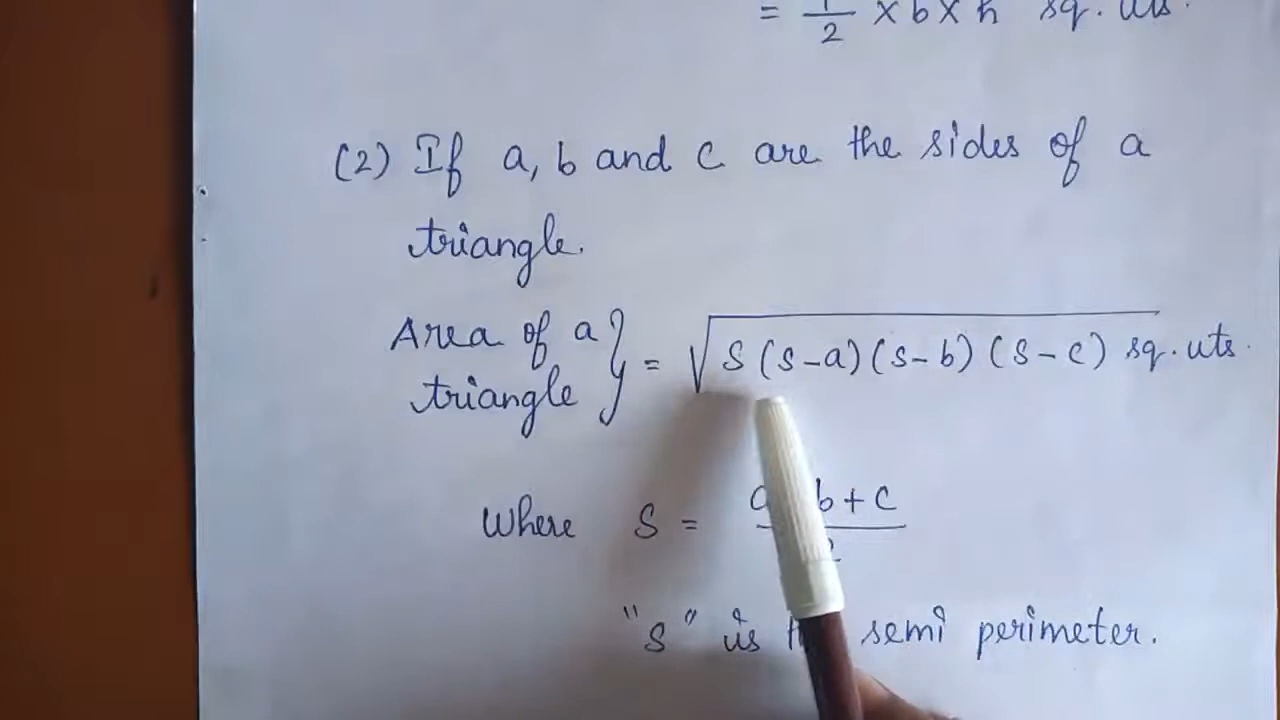 = 1/2 × b × h sq. uts.
(2) If a, b and c are the sides of a
triangle.
Area of a
triangle } = √S(S-a)(S-b)(S-c) sq. uts.
Where S = a b + c / 2
"S" is semi perimeter.